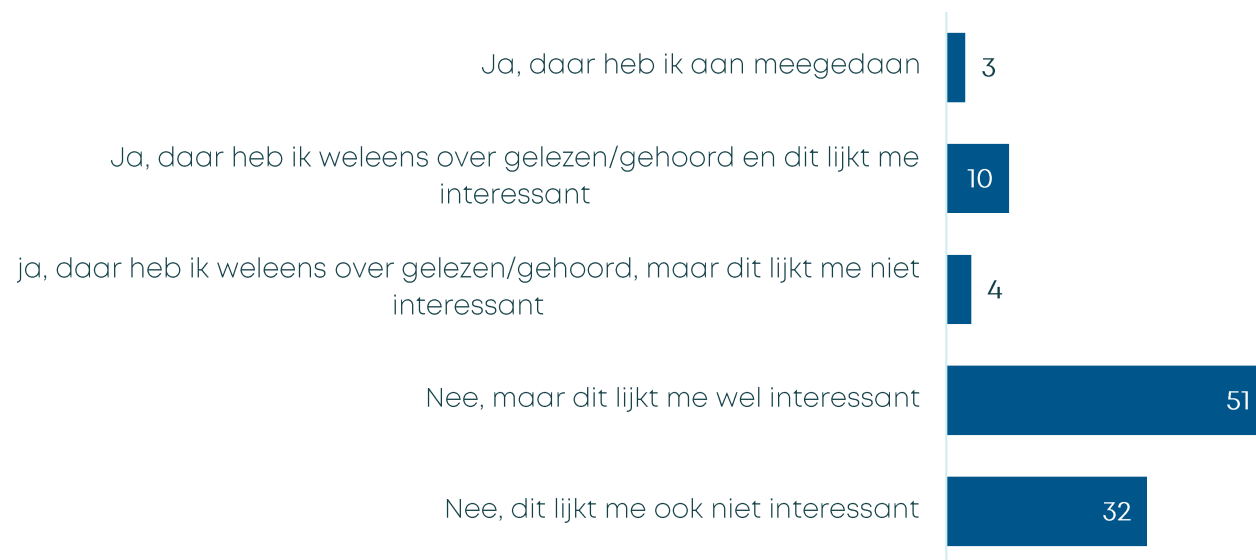 Ja, daar heb ik aan meegedaan
3
Ja, daar heb ik weleens over gelezen/gehoord en dit lijkt me
interessant
10
ja, daar heb ik weleens over gelezen/gehoord, maar dit lijkt me niet
interessant
4
Nee, maar dit lijkt me wel interessant
51
Nee, dit lijkt me ook niet interessant
32